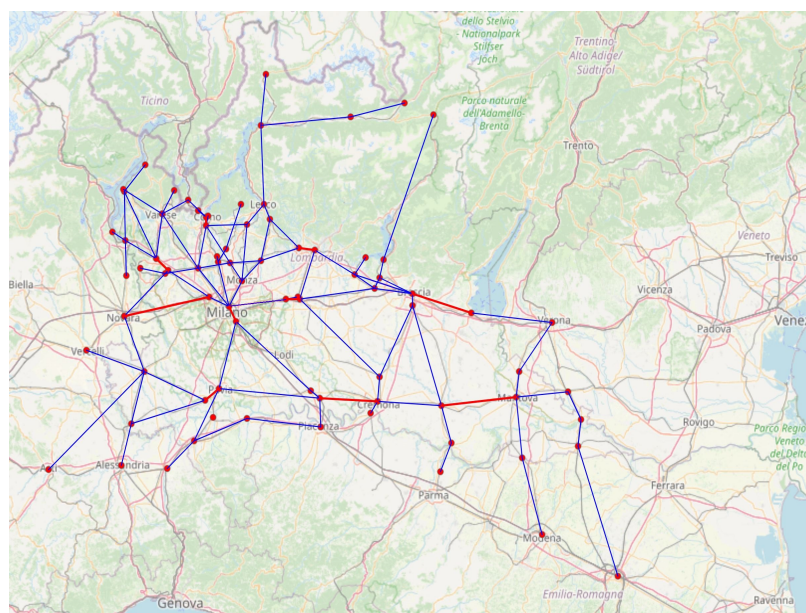 dello Stelvio
- Nationalpark
Stilfser
Joch
Trentino-
Alto Adige/
Südtirol
Ticino
Parco naturale
dell'Adamello-
Brenta
Trento
Varese
Como
Lecco
Veneto
Lombardia
Treviso
Biella
Monza
Brescia
Vicenza
Novara
Milano
Verona
Padova
Venez
Vercelli
Lodi
Pavia
Cremona
Mantova
Rovigo
Piacenza
Parco Regio
Veneto
del Delta
del Po
Asti
Alessandria
Parma
Ferrara
Modena
Genova
Emilia-Romagna
Ravenna